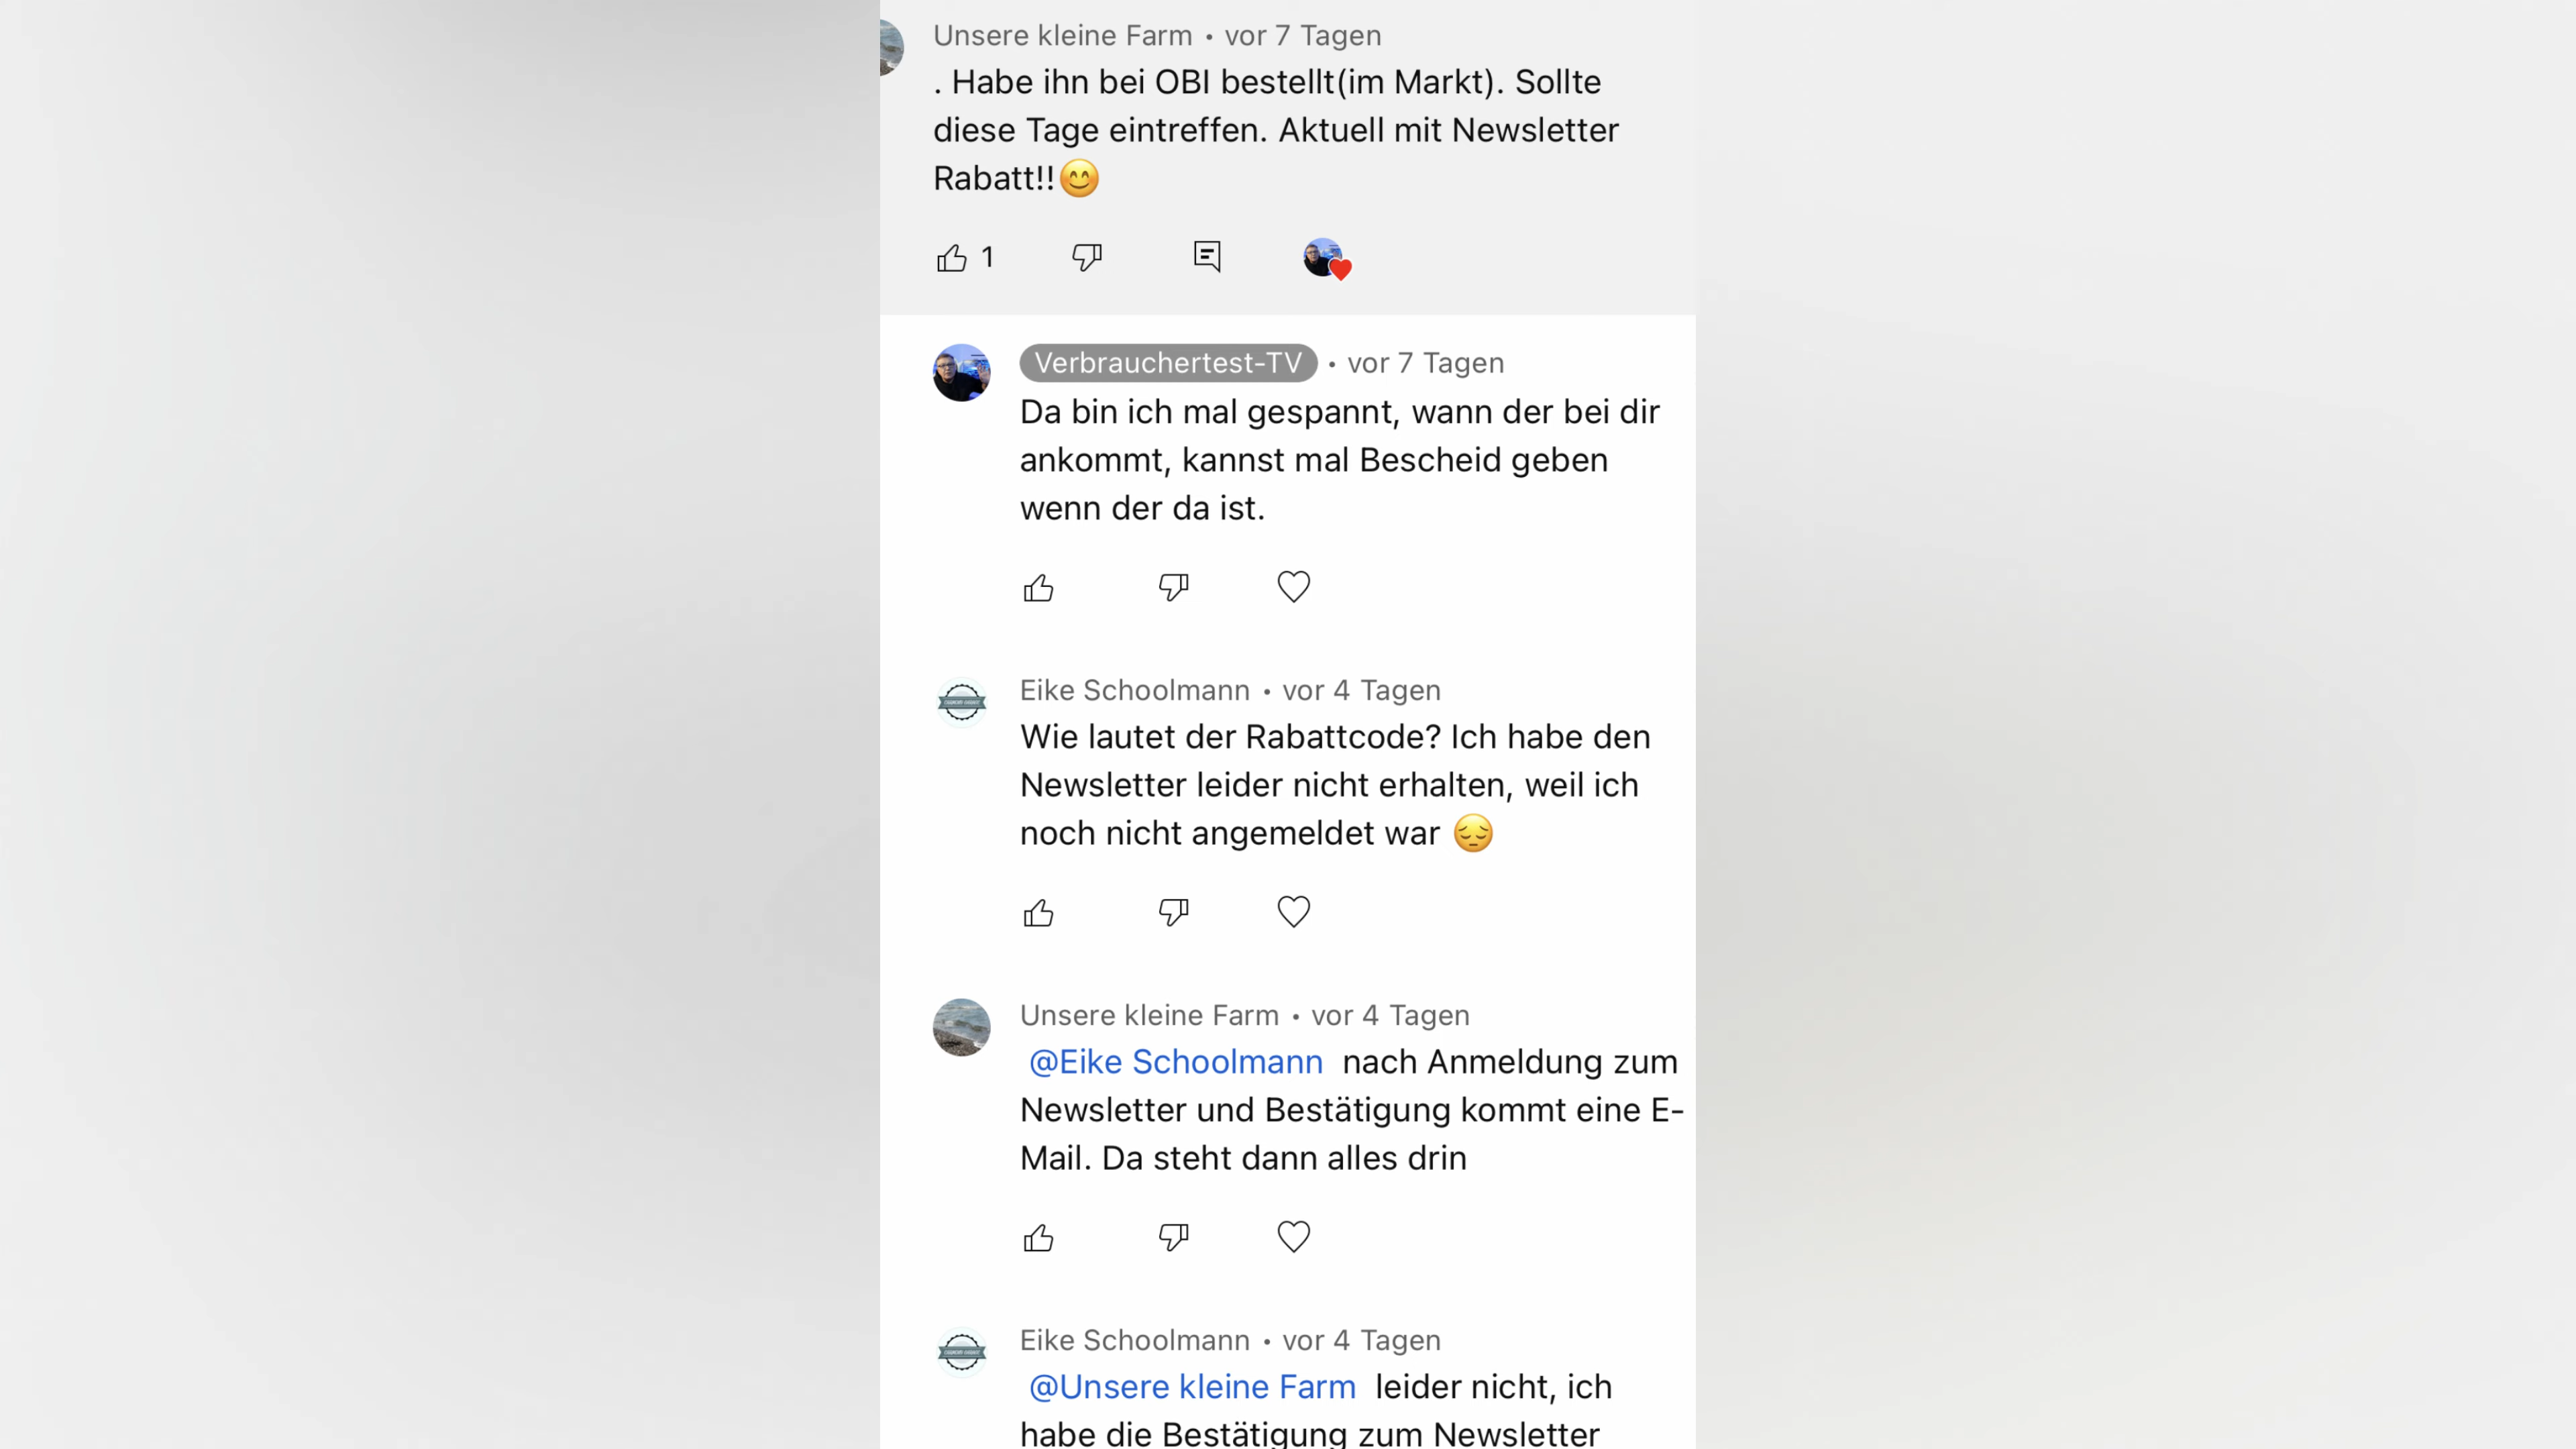 Unsere kleine Farm • vor 7 Tagen
. Habe ihn bei OBI bestellt(im Markt). Sollte
diese Tage eintreffen. Aktuell mit Newsletter
Rabatt!!😊
1
Verbrauchertest-TV • vor 7 Tagen
Da bin ich mal gespannt, wann der bei dir
ankommt, kannst mal Bescheid geben
wenn der da ist.
Eike Schoolmann • vor 4 Tagen
Wie lautet der Rabattcode? Ich habe den
Newsletter leider nicht erhalten, weil ich
noch nicht angemeldet war 😔
Unsere kleine Farm • vor 4 Tagen
@Eike Schoolmann nach Anmeldung zum
Newsletter und Bestätigung kommt eine E-
Mail. Da steht dann alles drin
Eike Schoolmann • vor 4 Tagen
@Unsere kleine Farm leider nicht, ich
habe die Bestätigung zum Newsletter